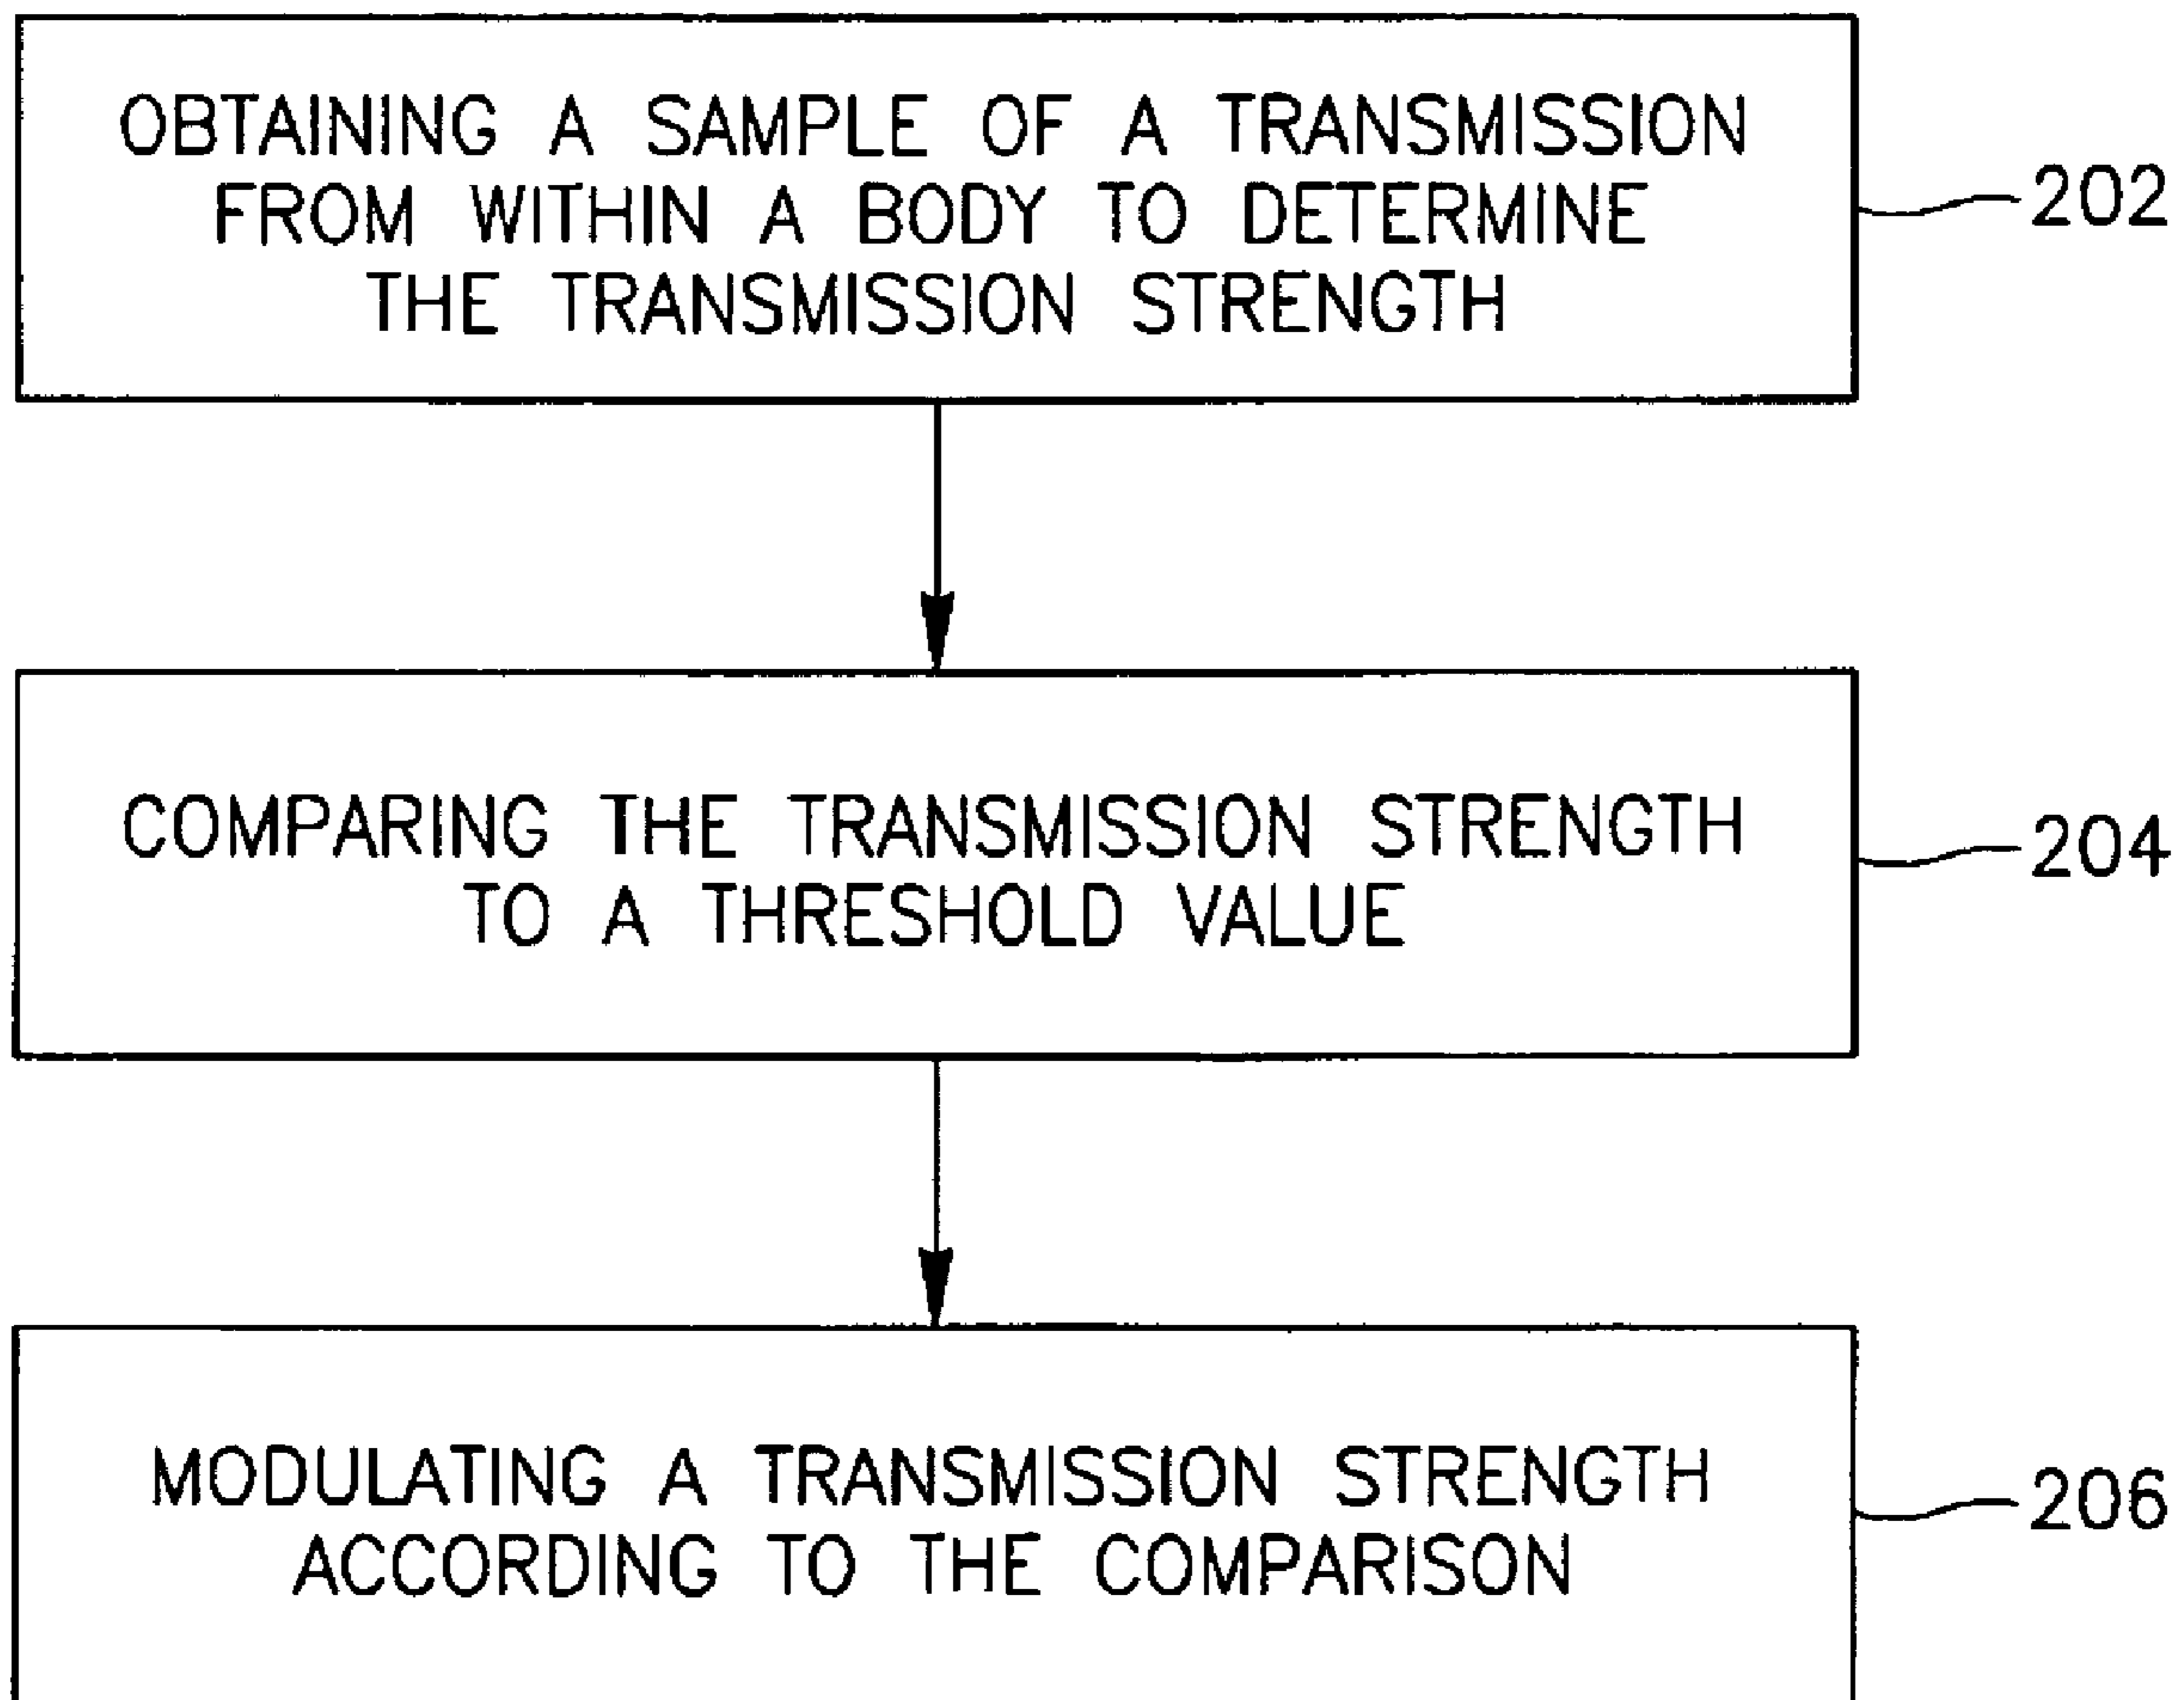 OBTAINING A SAMPLE OF A TRANSMISSION
FROM WITHIN A BODY TO DETERMINE
THE TRANSMISSION STRENGTH
202
COMPARING THE TRANSMISSION STRENGTH
TO A THRESHOLD VALUE
204
MODULATING A TRANSMISSION STRENGTH
ACCORDING TO THE COMPARISON
206